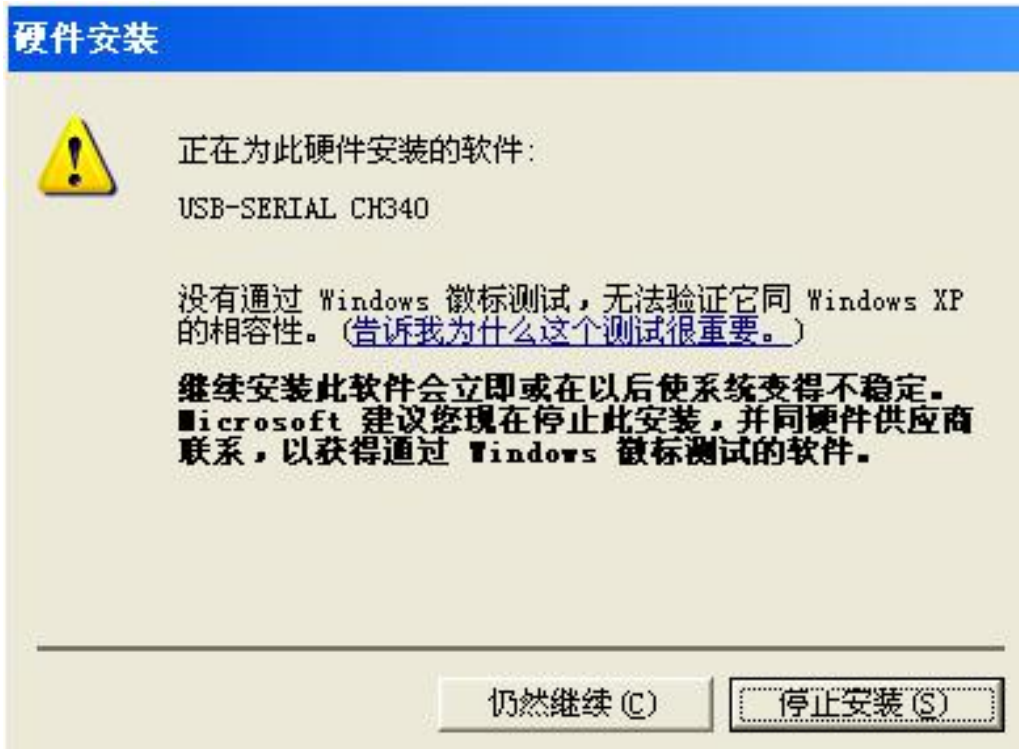 硬件安装
正在为此硬件安装的软件:
USB-SERIAL CH340
没有通过 Windows 徽标测试，无法验证它同 Windows XP
的相容性。(告诉我为什么这个测试很重要。)
继续安装此软件会立即或在以后使系统变得不稳定。
Microsoft 建议您现在停止此安装，并同硬件供应商
联系，以获得通过 Windows 徽标测试的软件。
仍然继续(C)
停止安装(S)